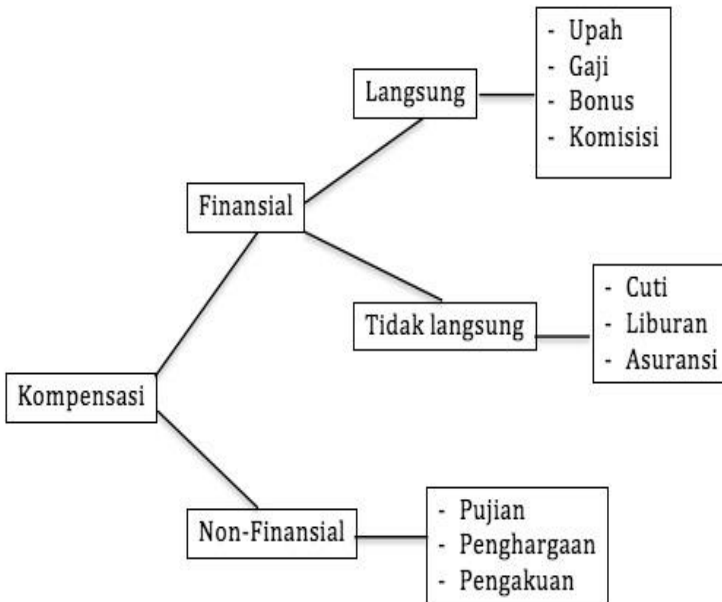 - Upah
- Gaji
- Bonus
- Komisisi
Langsung
Finansial
Tidak langsung
- Cuti
- Liburan
- Asuransi
Kompensasi
Non-Finansial
- Pujian
- Penghargaan
- Pengakuan